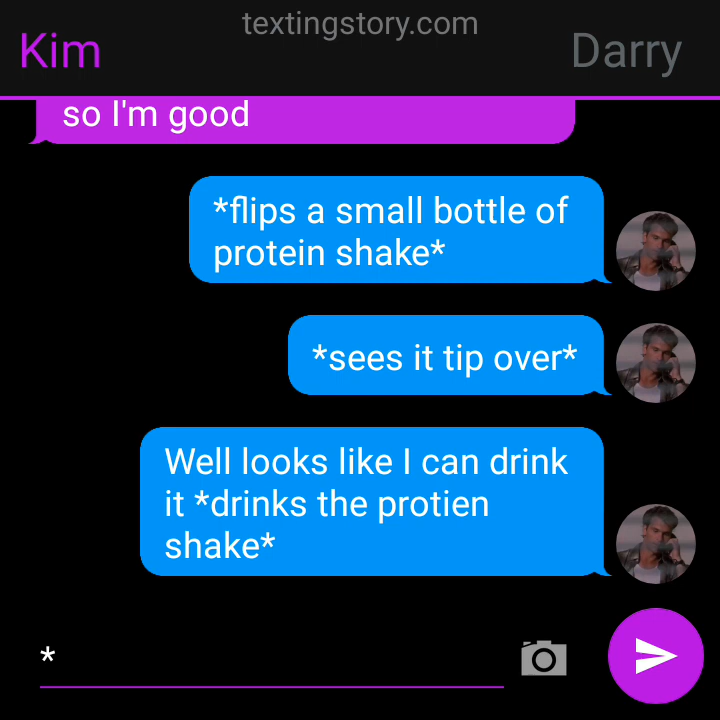 textingstory.com
Kim
Darry
so I'm good
*flips a small bottle of
protein shake*
*sees it tip over*
Well looks like I can drink
it *drinks the protien
shake*
*